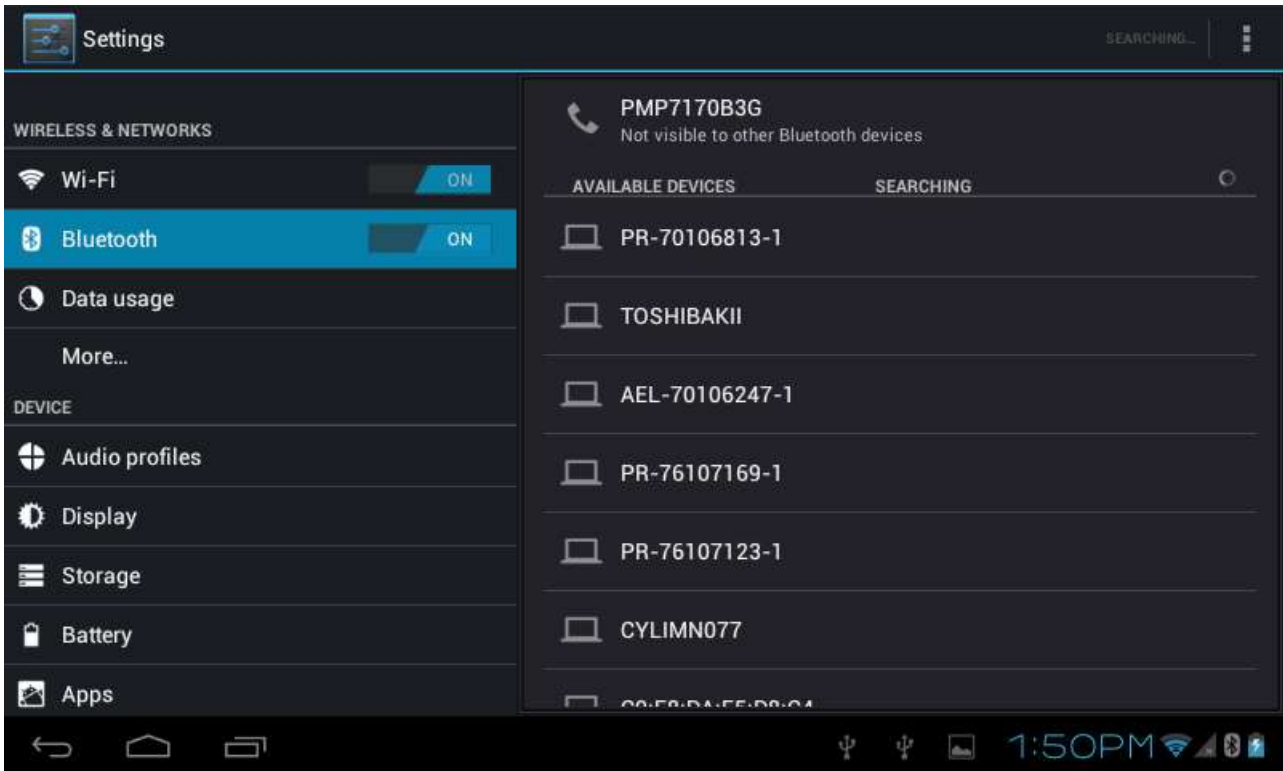 Settings
SEARCHING...
WIRELESS & NETWORKS
Wi-Fi ON
Bluetooth ON
Data usage
More...
DEVICE
Audio profiles
Display
Storage
Battery
Apps
PMP7170B3G
Not visible to other Bluetooth devices
AVAILABLE DEVICES SEARCHING
PR-70106813-1
TOSHIBAKII
AEL-70106247-1
PR-76107169-1
PR-76107123-1
CYLIMN077
1:50PM